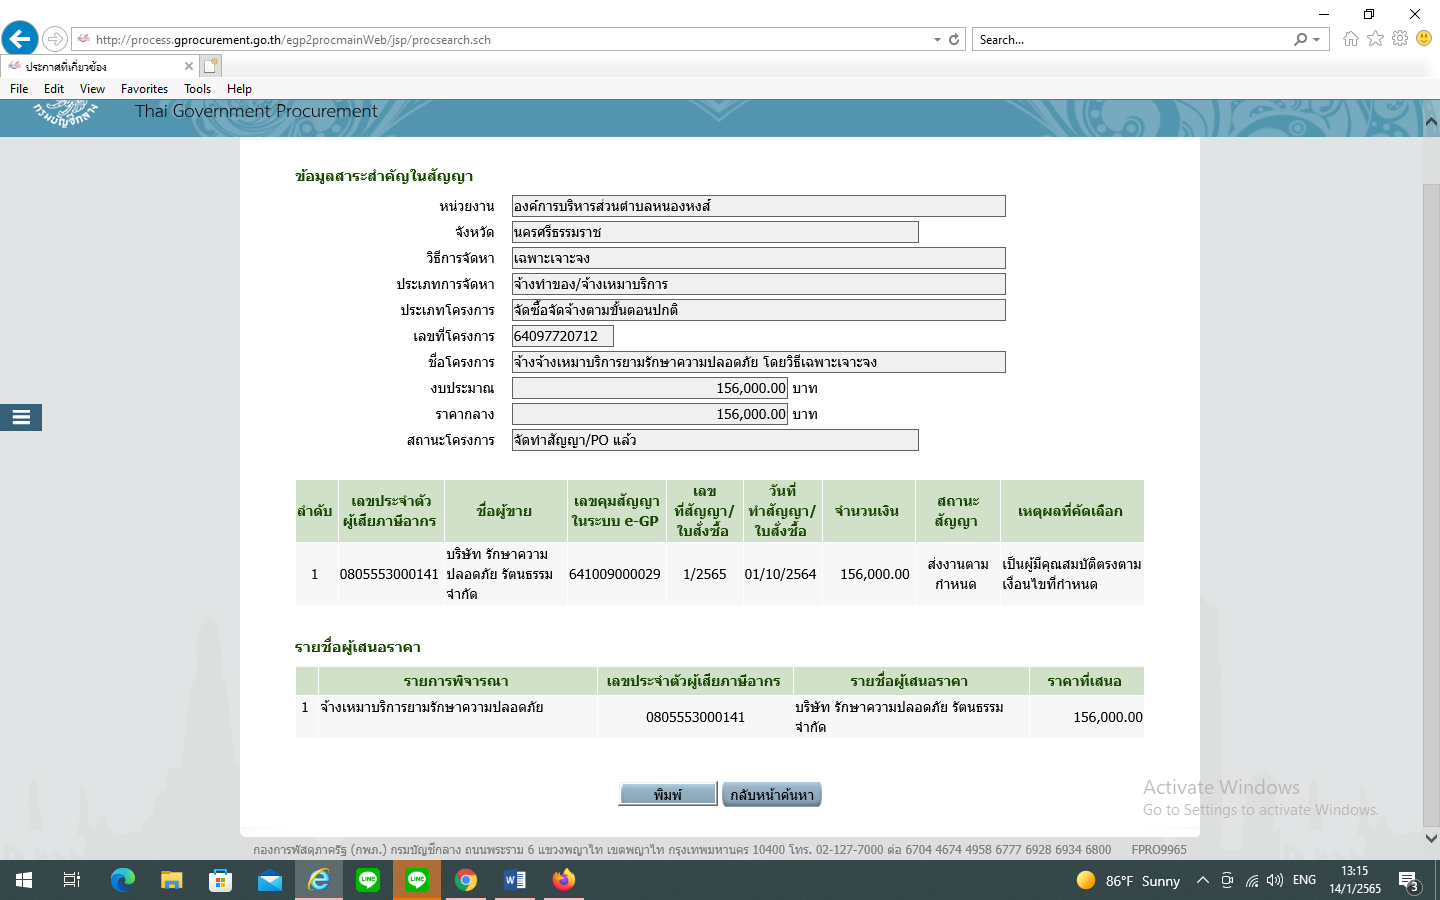 http://process.gprocurement.go.th/egp2procmainWeb/jsp/procsearch.sch
Search...
ประกาศที่เกี่ยวข้อง
File Edit View Favorites Tools Help
กรมบัญชีกลาง
Thai Government Procurement
ข้อมูลสาระสำคัญในสัญญา
หน่วยงาน องค์การบริหารส่วนตำบลหนองหงส์
จังหวัด นครศรีธรรมราช
วิธีการจัดหา เฉพาะเจาะจง
ประเภทการจัดหา จ้างทำของ/จ้างเหมาบริการ
ประเภทโครงการ จัดซื้อจัดจ้างตามขั้นตอนปกติ
เลขที่โครงการ 64097720712
ชื่อโครงการ จ้างจ้างเหมาบริการยามรักษาความปลอดภัย โดยวิธีเฉพาะเจาะจง
งบประมาณ 156,000.00 บาท
ราคากลาง 156,000.00 บาท
สถานะโครงการ จัดทำสัญญา/PO แล้ว
ลำดับ เลขประจำตัวผู้เสียภาษีอากร ชื่อผู้ขาย เลขคุมสัญญาในระบบ e-GP เลขที่สัญญา/ใบสั่งซื้อ วันที่ทำสัญญา/ใบสั่งซื้อ จำนวนเงิน สถานะสัญญา เหตุผลที่คัดเลือก
1 0805553000141 บริษัท รักษาความปลอดภัย รัตนธรรม จำกัด 641009000029 1/2565 01/10/2564 156,000.00 ส่งงานตามกำหนด เป็นผู้มีคุณสมบัติตรงตามเงื่อนไขที่กำหนด
รายชื่อผู้เสนอราคา
รายการพิจารณา เลขประจำตัวผู้เสียภาษีอากร รายชื่อผู้เสนอราคา ราคาที่เสนอ
1 จ้างเหมาบริการยามรักษาความปลอดภัย 0805553000141 บริษัท รักษาความปลอดภัย รัตนธรรม จำกัด 156,000.00
พิมพ์ กลับหน้าค้นหา
Activate Windows
Go to Settings to activate Windows.
กองการพัสดุภาครัฐ (กพภ.) กรมบัญชีกลาง ถนนพระราม 6 แขวงพญาไท เขตพญาไท กรุงเทพมหานคร 10400 โทร. 02-127-7000 ต่อ 6704 4674 4958 6777 6928 6934 6800 FPRO9965
86°F Sunny ENG 13:15
14/1/2565
3